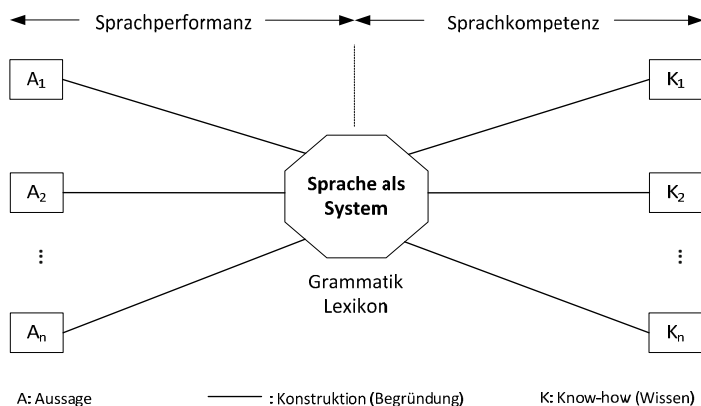 Sprachperformanz Sprachkompetenz
A1 K1
A2 Sprache als K2
System
⋮ ⋮
Grammatik
Lexikon
An Kn
A: Aussage : Konstruktion (Begründung) K: Know-how (Wissen)